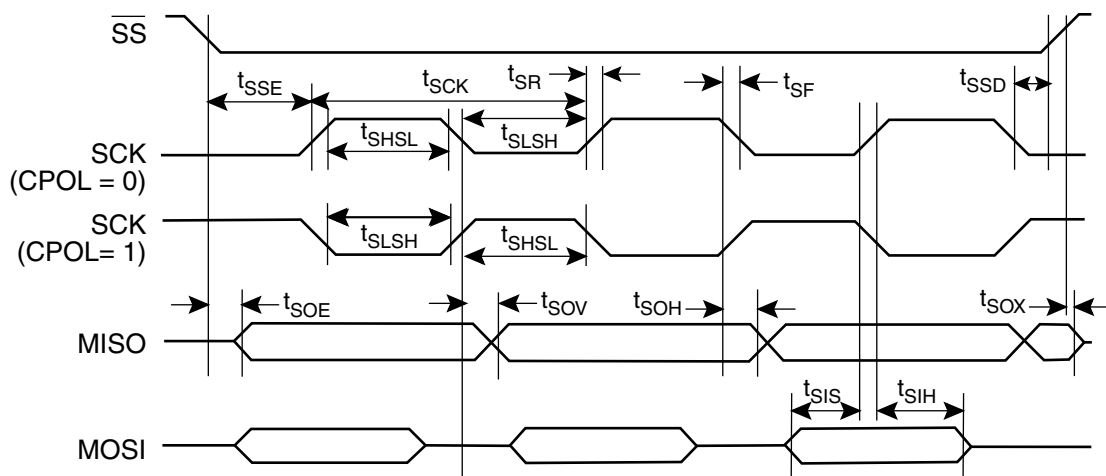 SS
tSSE
tSCK
tSR
tSF
tSSD
SCK
(CPOL = 0)
tSHSL
tSLSH
SCK
(CPOL= 1)
tSLSH
tSHSL
tSOE
tSOV
tSOH
tSOX
MISO
tSIS
tSIH
MOSI